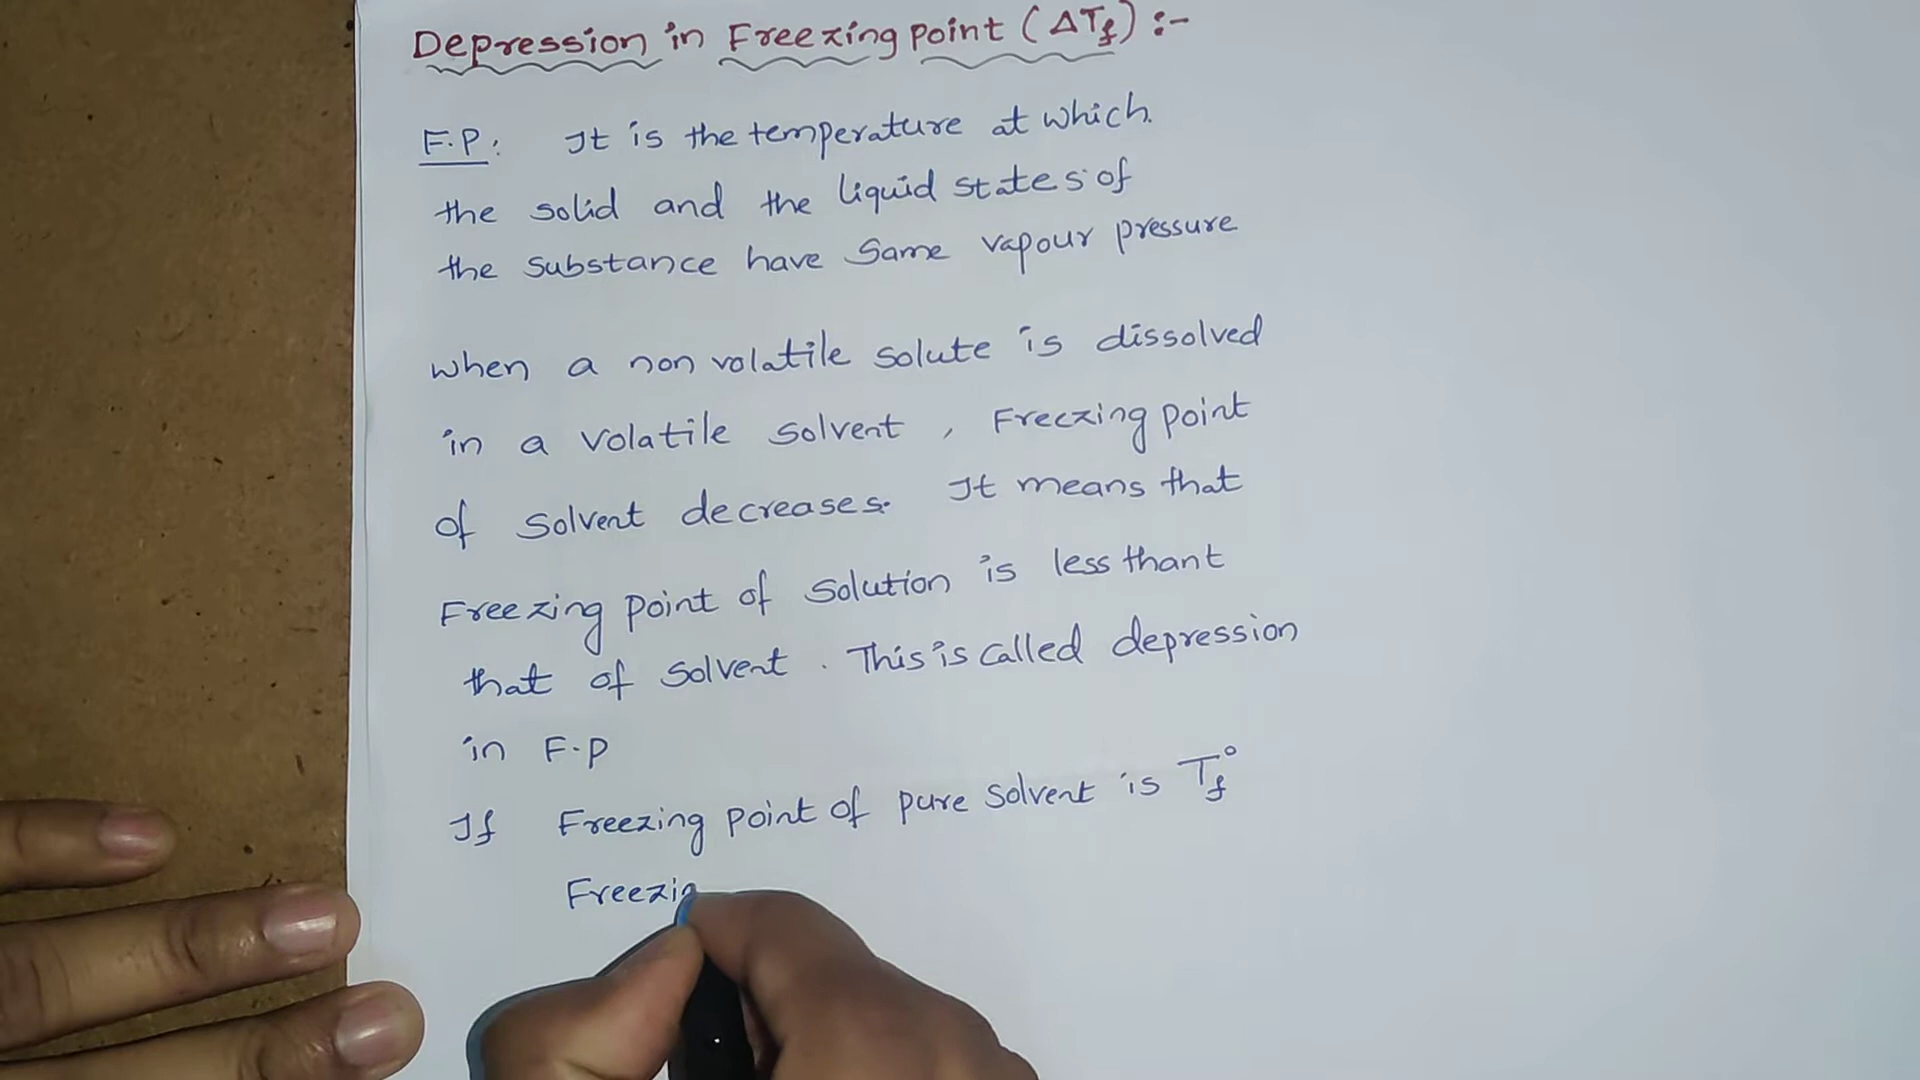 Depression in Freezing point (ΔTf) :-
F.P: It is the temperature at which
the solid and the liquid states of
the substance have same vapour pressure
when a non volatile solute is dissolved
in a volatile solvent, Freezing point
of solvent decreases. It means that
Freezing point of solution is less thant
that of solvent. This is called depression
in F.P
If Freezing point of pure solvent is Tf°
Freezin